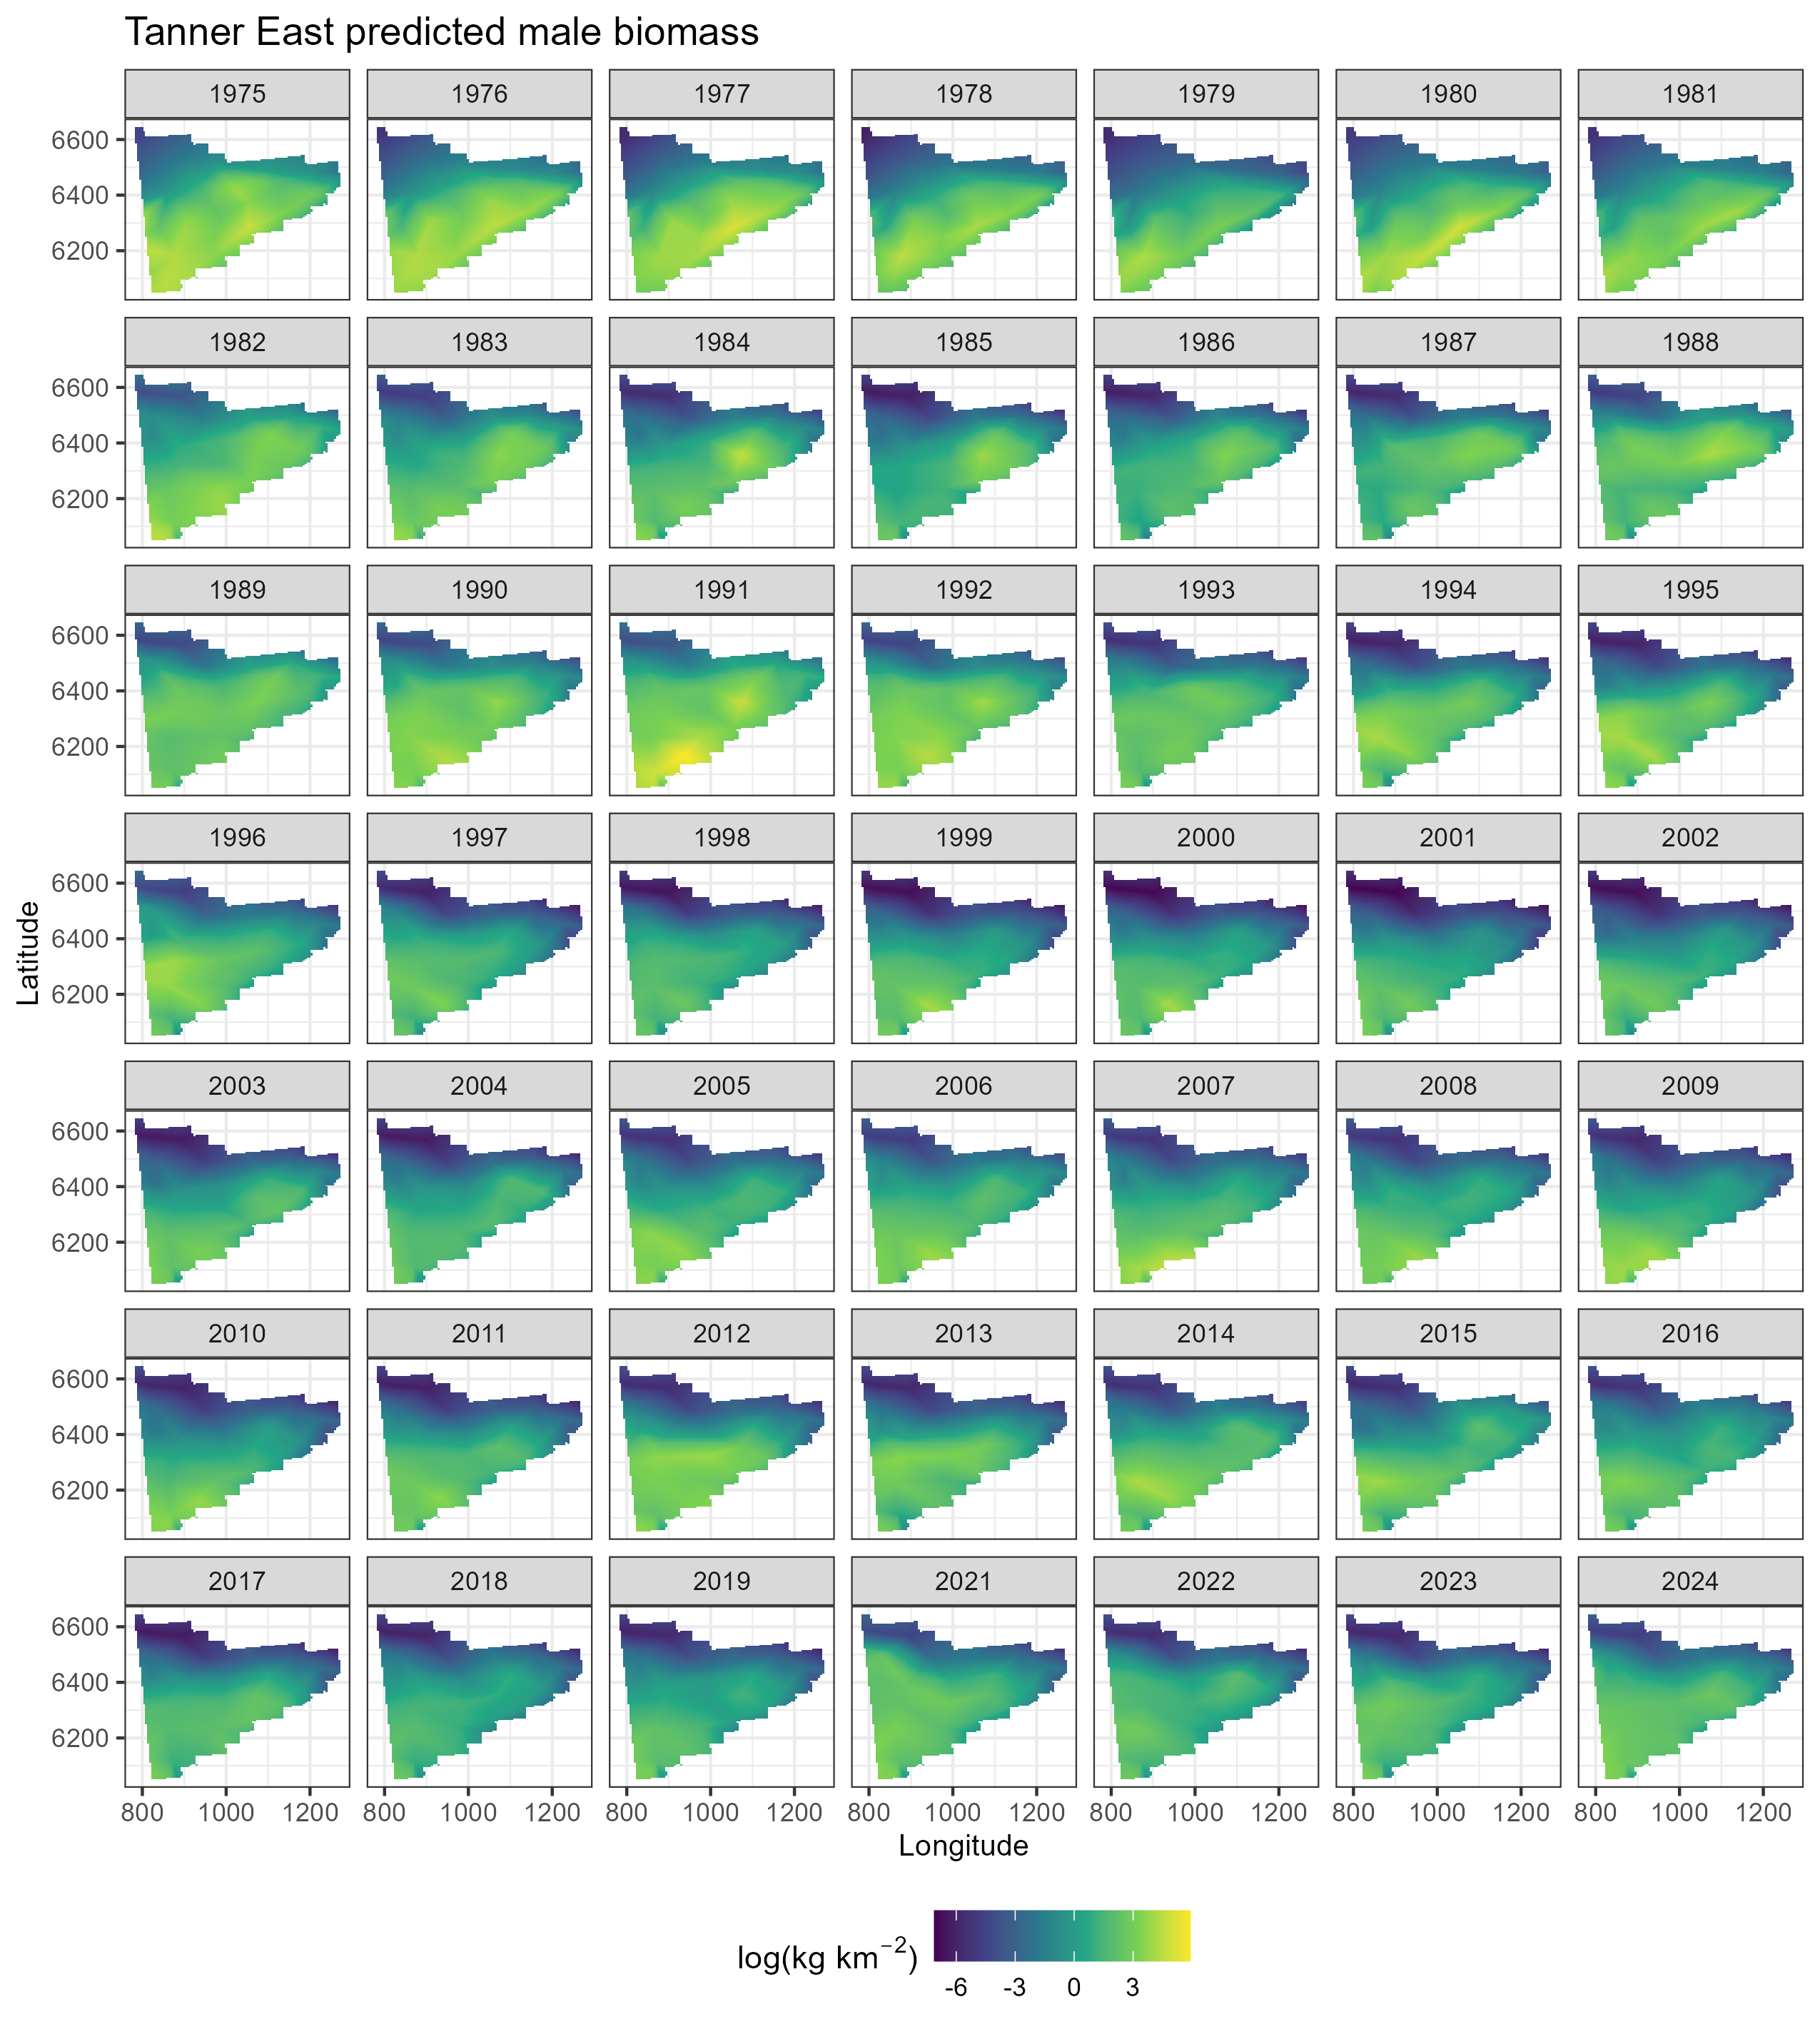 Tanner East predicted male biomass
1975 1976 1977 1978 1979 1980 1981
6600
6400
6200
1982 1983 1984 1985 1986 1987 1988
6600
6400
6200
1989 1990 1991 1992 1993 1994 1995
6600
6400
6200
1996 1997 1998 1999 2000 2001 2002
6600
6400
6200
Latitude
2003 2004 2005 2006 2007 2008 2009
6600
6400
6200
2010 2011 2012 2013 2014 2015 2016
6600
6400
6200
2017 2018 2019 2021 2022 2023 2024
6600
6400
6200
800 1000 1200 800 1000 1200 800 1000 1200 800 1000 1200 800 1000 1200 800 1000 1200 800 1000 1200
Longitude
log(kg km⁻²)
-6 -3 0 3